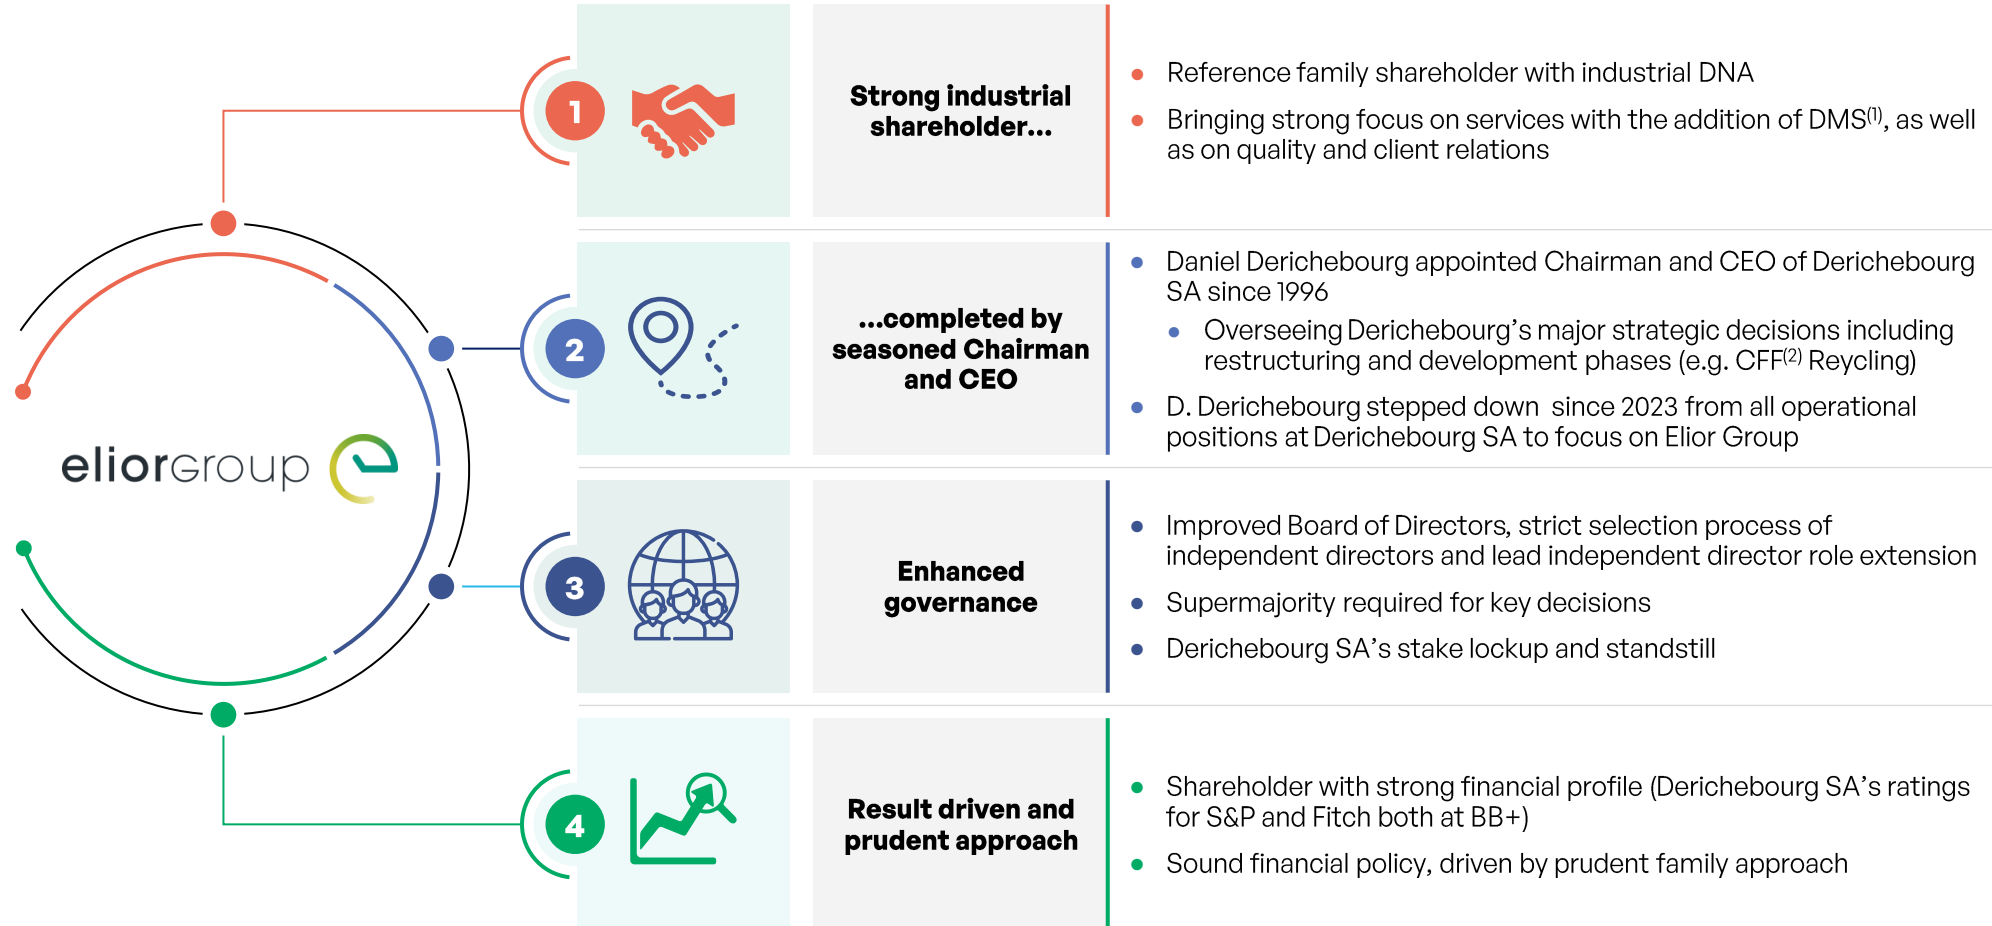 1
Strong industrial
shareholder...
Reference family shareholder with industrial DNA
Bringing strong focus on services with the addition of DMS(1), as well
as on quality and client relations
2
...completed by
seasoned Chairman
and CEO
Daniel Derichebourg appointed Chairman and CEO of Derichebourg
SA since 1996
Overseeing Derichebourg's major strategic decisions including
restructuring and development phases (e.g. CFF(2) Reycling)
D. Derichebourg stepped down since 2023 from all operational
positions at Derichebourg SA to focus on Elior Group
eliorGroup
3
Enhanced
governance
Improved Board of Directors, strict selection process of
independent directors and lead independent director role extension
Supermajority required for key decisions
Derichebourg SA's stake lockup and standstill
4
Result driven and
prudent approach
Shareholder with strong financial profile (Derichebourg SA's ratings
for S&P and Fitch both at BB+)
Sound financial policy, driven by prudent family approach